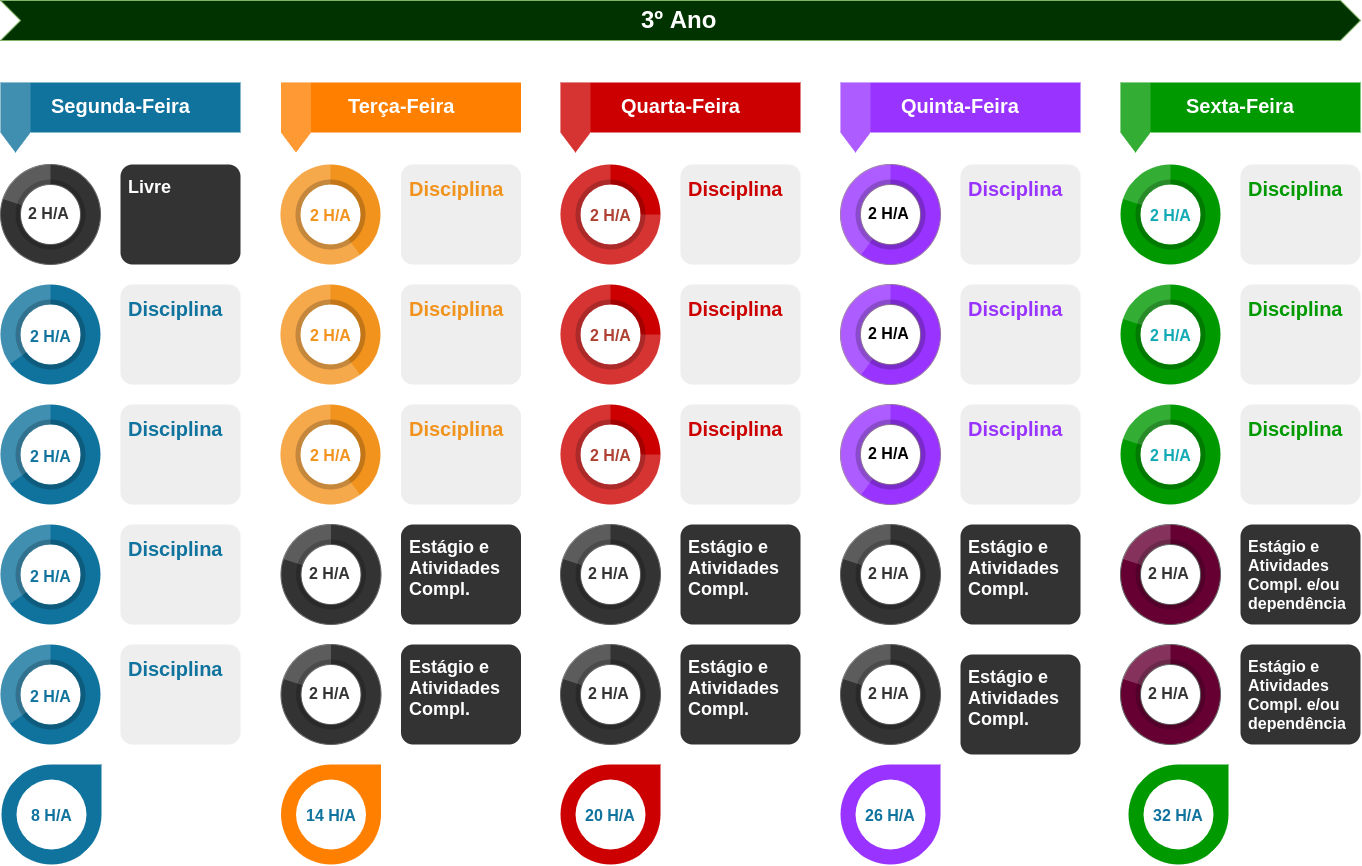 3º Ano
Segunda-Feira
Terça-Feira
Quarta-Feira
Quinta-Feira
Sexta-Feira
2 H/A
Livre
2 H/A
Disciplina
2 H/A
Disciplina
2 H/A
Disciplina
2 H/A
Disciplina
2 H/A
Disciplina
2 H/A
Disciplina
2 H/A
Disciplina
2 H/A
Disciplina
2 H/A
Disciplina
2 H/A
Disciplina
2 H/A
Disciplina
2 H/A
Disciplina
2 H/A
Disciplina
2 H/A
Disciplina
2 H/A
Disciplina
2 H/A
Estágio e
Atividades
Compl.
2 H/A
Estágio e
Atividades
Compl.
2 H/A
Estágio e
Atividades
Compl.
2 H/A
Estágio e
Atividades
Compl. e/ou
dependência
2 H/A
Disciplina
2 H/A
Estágio e
Atividades
Compl.
2 H/A
Estágio e
Atividades
Compl.
2 H/A
Estágio e
Atividades
Compl.
2 H/A
Estágio e
Atividades
Compl. e/ou
dependência
8 H/A
14 H/A
20 H/A
26 H/A
32 H/A